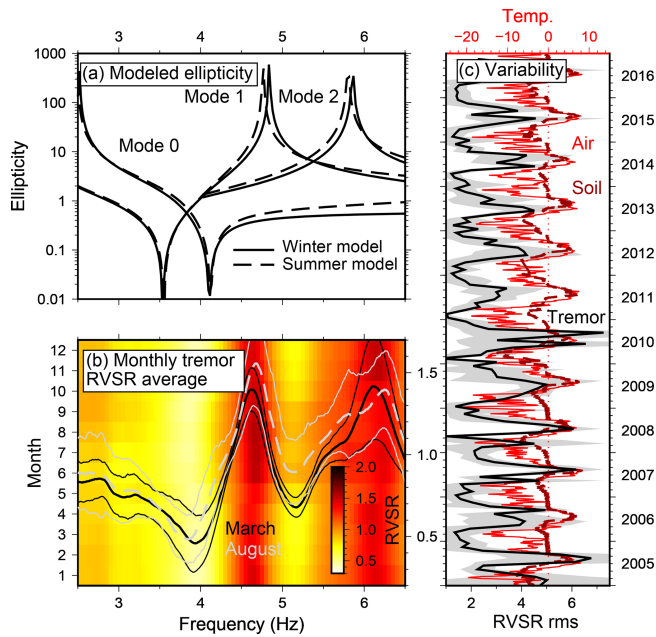 3 4 5 6
Temp.
−20 −10 0 10
1000
100
10
1
0.1
0.01
Ellipticity
(a) Modeled ellipticity
Mode 1
Mode 2
Mode 0
Winter model
Summer model
(c) Variability
Air
Soil
Tremor
2016
2015
2014
2013
2012
2011
2010
2009
2008
2007
2006
2005
2 4 6
RVSR rms
12
11
10
9
8
7
6
5
4
3
2
1
Month
(b) Monthly tremor
RVSR average
March
August
2.0
1.5
1.0
0.5
RVSR
1.5
1.0
0.5
3 4 5 6
Frequency (Hz)